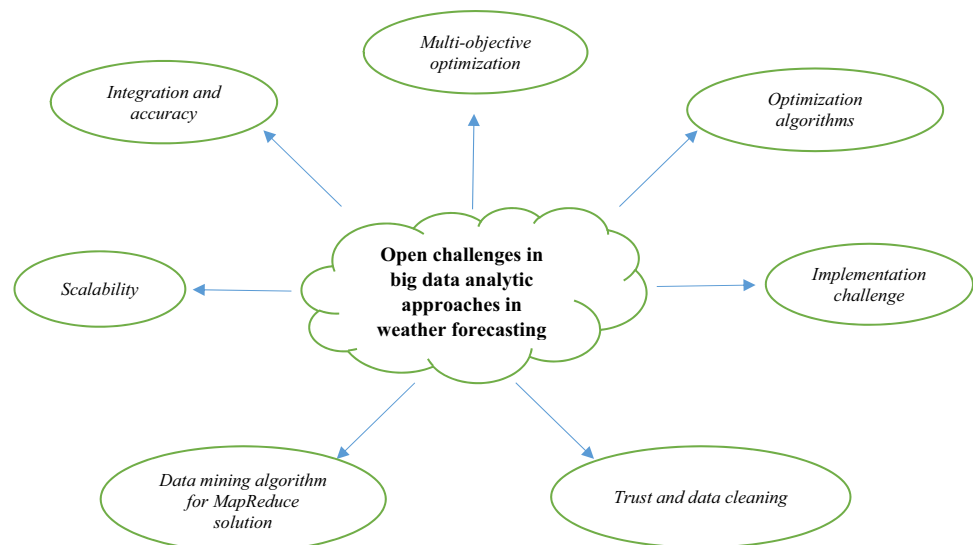 Multi-objective
optimization
Integration and
accuracy
Optimization
algorithms
Open challenges in
big data analytic
approaches in
weather forecasting
Scalability
Implementation
challenge
Data mining algorithm
for MapReduce
solution
Trust and data cleaning